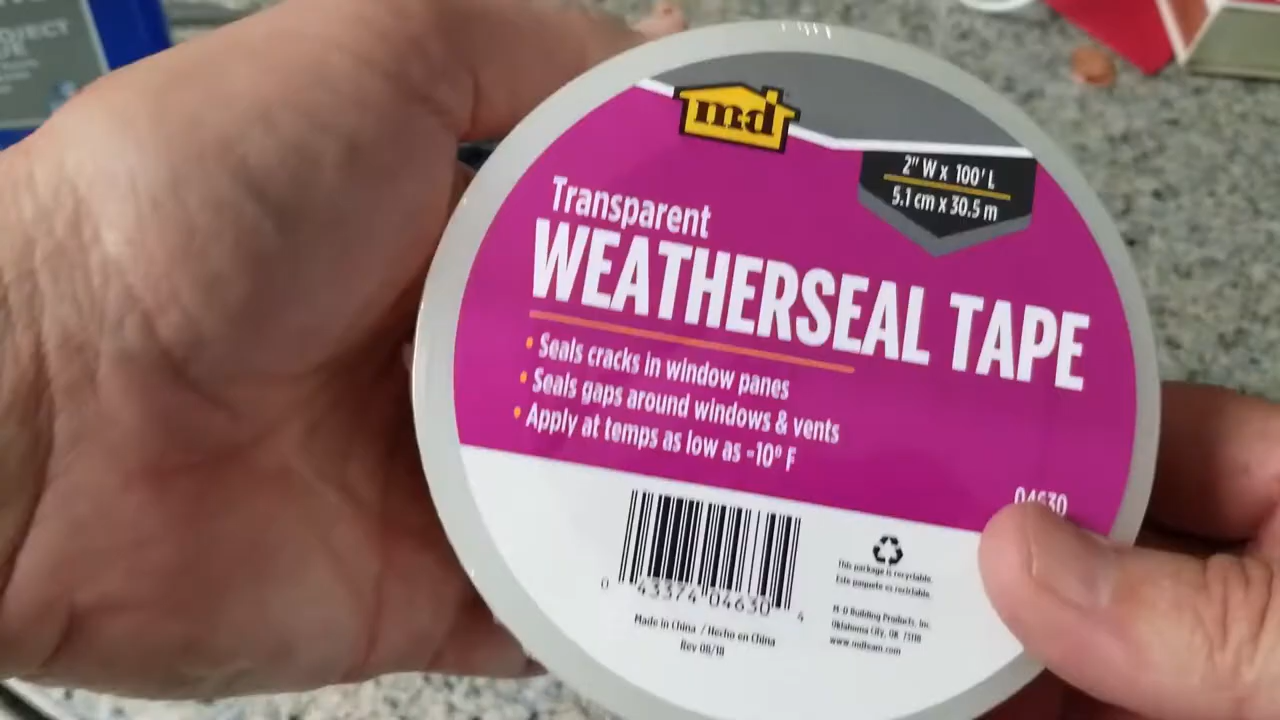 m-d
2" W x 100' L
5.1 cm x 30.5 m
Transparent
WEATHERSEAL TAPE
• Seals cracks in window panes
• Seals gaps around windows & vents
• Apply at temps as low as -10° F
04630
0 43374 04630 4
This package is recyclable.
Este paquete es reciclable.
Made in China / Hecho en China
Rev 08/18
M-D Building Products, Inc.
Oklahoma City, OK 73118
www.mdteam.com